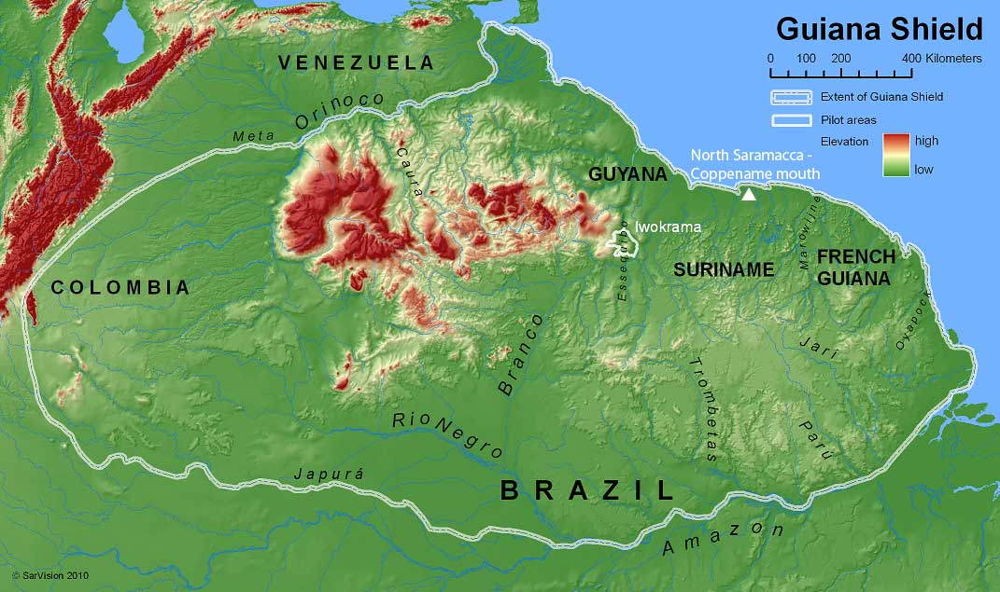 Guiana Shield
0 100 200 400 Kilometers
Extent of Guiana Shield
Pilot areas
Elevation
high
low
VENEZUELA
Orinoco
Meta
Caura
North Saramacca -
Coppename mouth
GUYANA
Iwokrama
Essequibo
SURINAME
Marowijne
FRENCH
GUIANA
COLOMBIA
Oyapock
Branco
Jari
Trombetas
Parú
Rio Negro
Japurá
BRAZIL
Amazon
© SarVision 2010